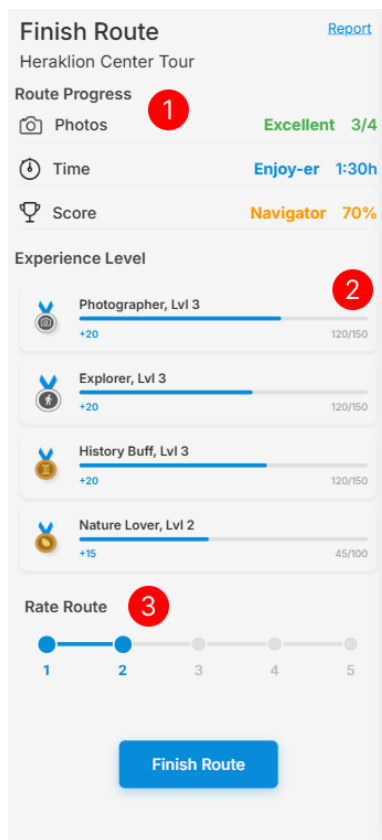 Finish Route Report
Heraklion Center Tour
Route Progress
1
Photos Excellent 3/4
Time Enjoy-er 1:30h
Score Navigator 70%
Experience Level
2
Photographer, Lvl 3
+20 120/150
Explorer, Lvl 3
+20 120/150
History Buff, Lvl 3
+20 120/150
Nature Lover, Lvl 2
+15 45/100
Rate Route 3
1 2 3 4 5
Finish Route